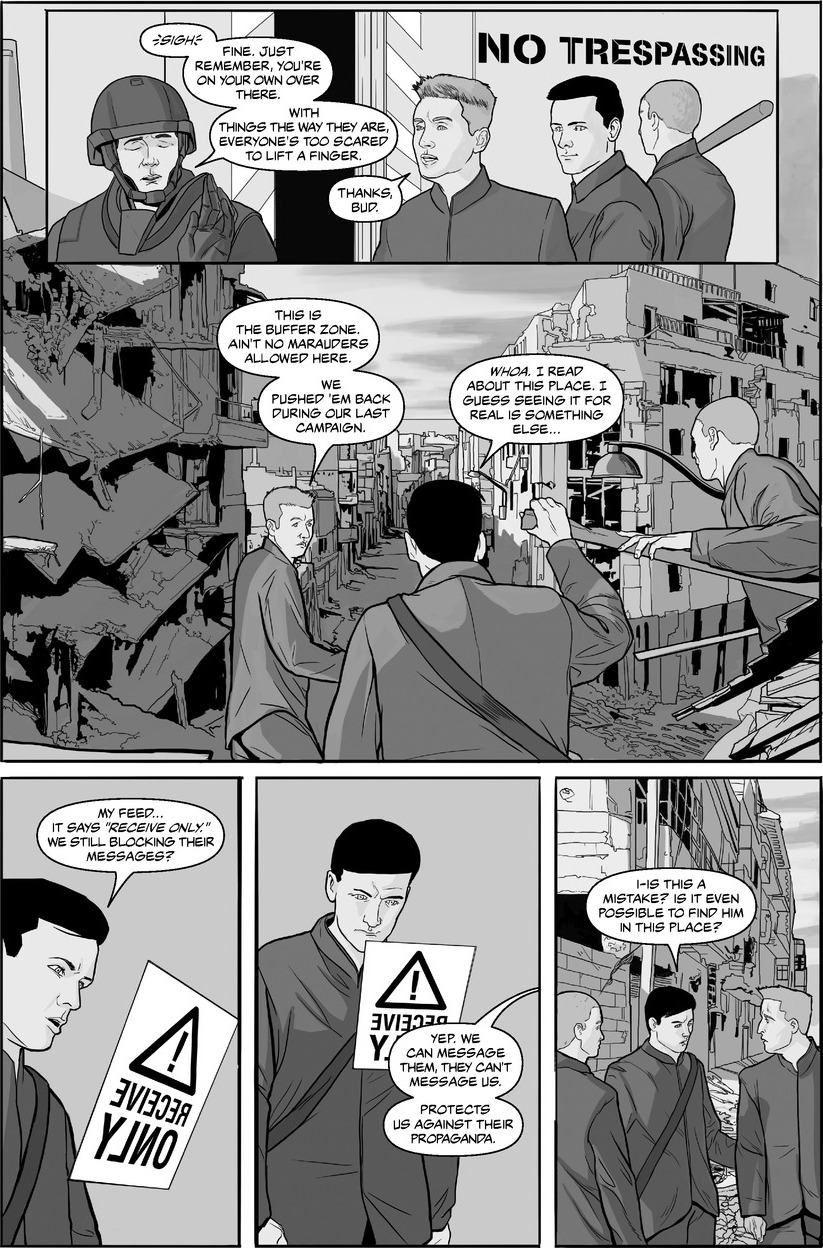 -SIGH-
FINE. JUST
REMEMBER, YOU'RE
ON YOUR OWN OVER
THERE.
WITH
THINGS THE WAY THEY ARE,
EVERYONE'S TOO SCARED
TO LIFT A FINGER.
NO TRESPASSING
THANKS,
BUD.
THIS IS
THE BUFFER ZONE.
AIN'T NO MARAUDERS
ALLOWED HERE.
WE
PUSHED 'EM BACK
DURING OUR LAST
CAMPAIGN.
WHOA. I READ
ABOUT THIS PLACE. I
GUESS SEEING IT FOR
REAL IS SOMETHING
ELSE...
MY FEED...
IT SAYS "RECEIVE ONLY."
WE STILL BLOCKING THEIR
MESSAGES?
!
RECEIVE
ONLY
!
RECEIVE
YEP. WE
CAN MESSAGE
THEM, THEY CAN'T
MESSAGE US.
PROTECTS
US AGAINST THEIR
PROPAGANDA.
I-IS THIS A
MISTAKE? IS IT EVEN
POSSIBLE TO FIND HIM
IN THIS PLACE?